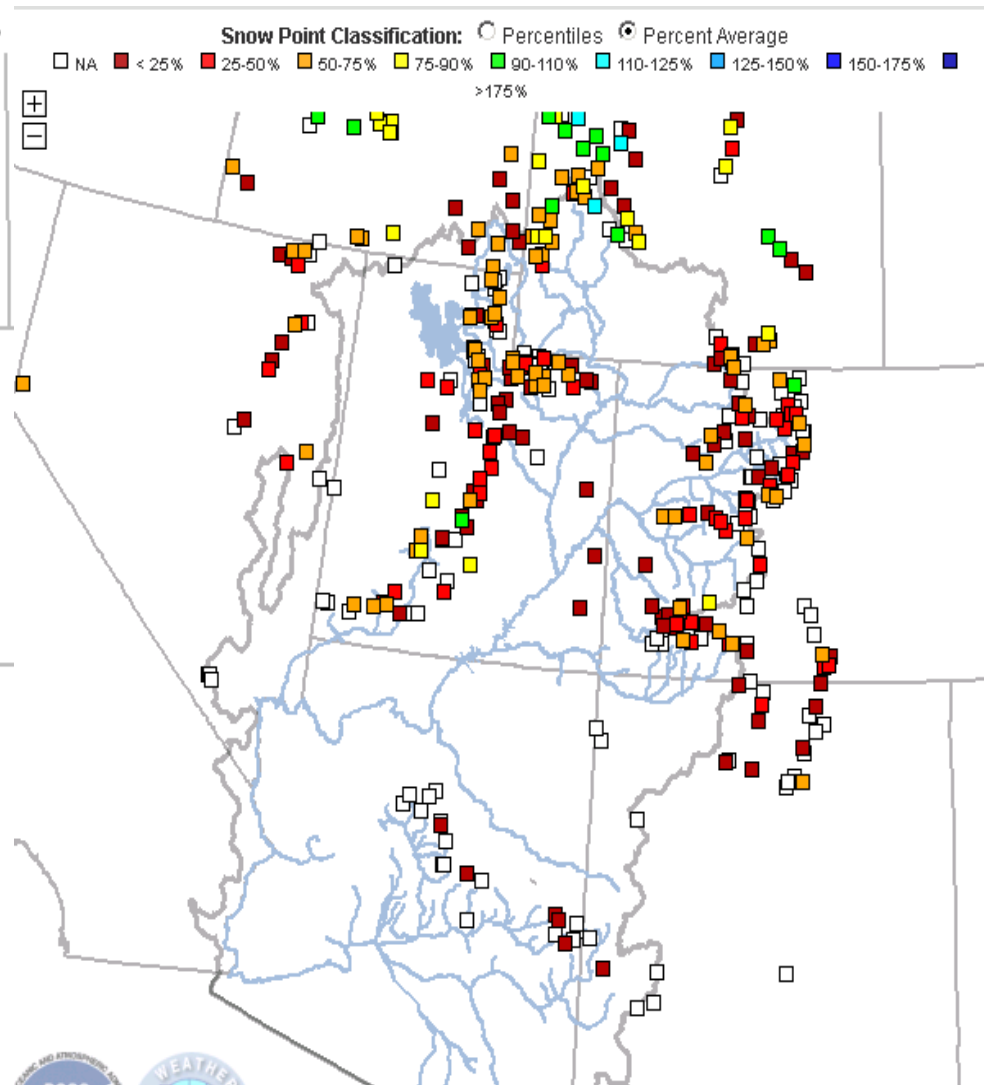 Snow Point Classification: Percentiles Percent Average
NA < 25% 25-50% 50-75% 75-90% 90-110% 110-125% 125-150% 150-175%
>175%
+
−
WEATHER